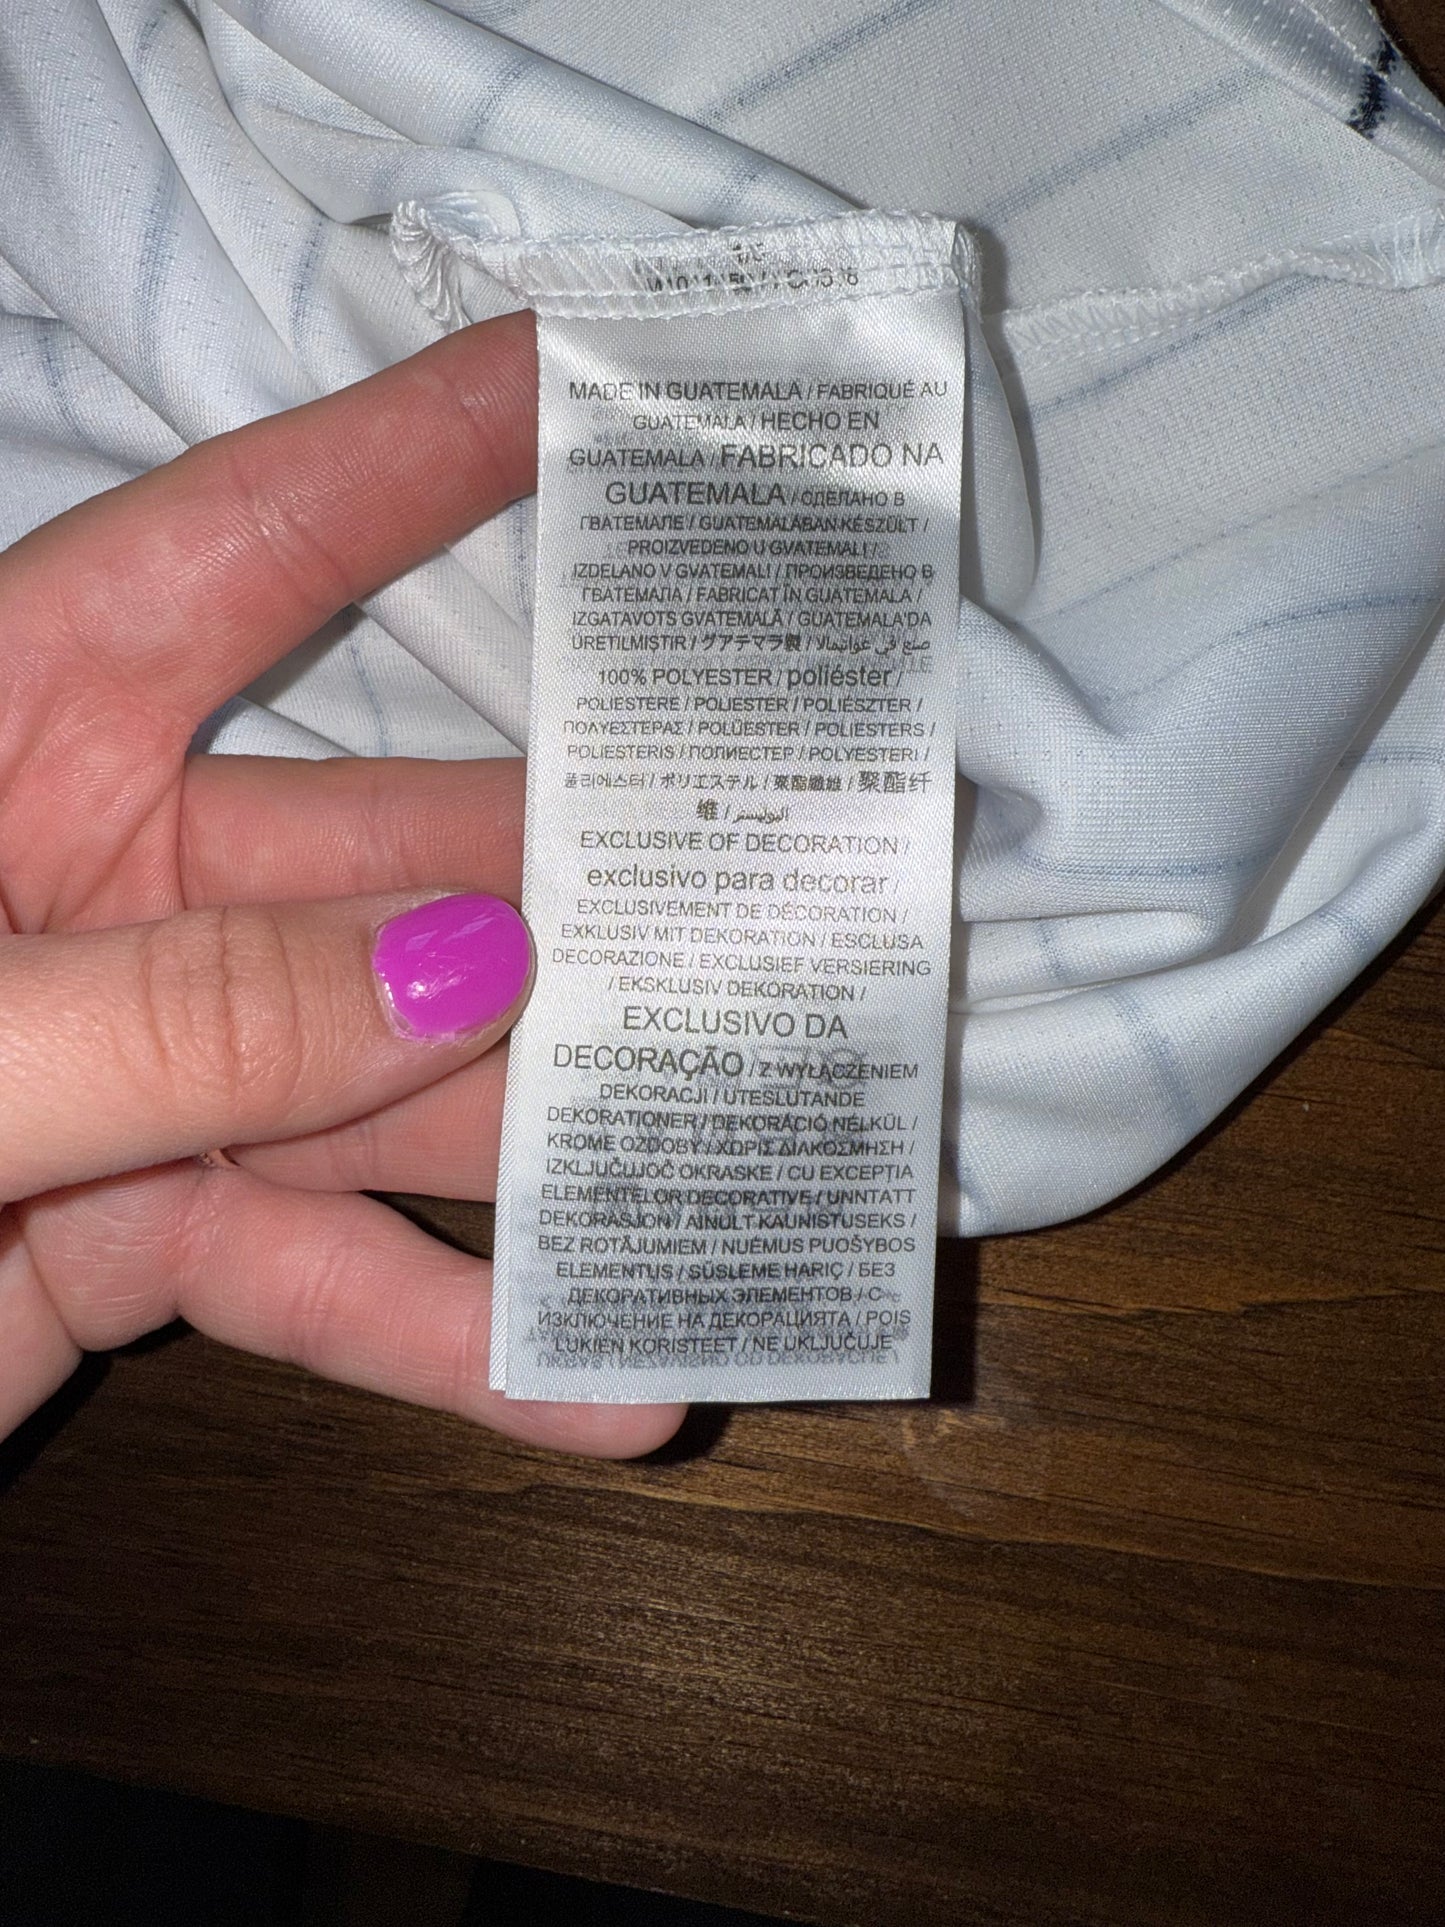 MADE IN GUATEMALA / FABRIQUÉ AU
GUATEMALA / HECHO EN
GUATEMALA / FABRICADO NA
GUATEMALA / СДЕЛАНО В
ГВАТЕМАЛЕ / GUATEMALÁBAN KÉSZÜLT /
PROIZVEDENO U GVATEMALI /
IZDELANO V GVATEMALI / ПРОИЗВЕДЕНО В
ГВАТЕМАЛА / FABRICAT ÎN GUATEMALA /
IZGATAVOTS GVATEMALĀ / GUATEMALA'DA
ÜRETİLMİŞTİR / グアテマラ製 / صنع في غواتيمالا
100% POLYESTER / poliéster /
POLIESTERE / POLIESTER / POLIÉSZTER /
ΠΟΛΥΕΣΤΕΡΑΣ / POLÜESTER / POLIESTERS /
POLIESTERIS / ПОЛИЕСТЕР / POLYESTERI /
폴리에스터 / ポリエステル / 聚酯纖維 / 聚酯纤
维 / البوليستر
EXCLUSIVE OF DECORATION /
exclusivo para decorar /
EXCLUSIVEMENT DE DÉCORATION /
EXKLUSIV MIT DEKORATION / ESCLUSA
DECORAZIONE / EXCLUSIEF VERSIERING
/ EKSKLUSIV DEKORATION /
EXCLUSIVO DA
DECORAÇÃO / Z WYŁĄCZENIEM
DEKORACJI / UTESLUTANDE
DEKORATIONER / DEKORÁCIÓ NÉLKÜL /
KROMĚ OZDOBY / ΧΩΡΙΣ ΔΙΑΚΟΣΜΗΣΗ /
IZKLJUČUJOČ OKRASKE / CU EXCEPȚIA
ELEMENTELOR DECORATIVE / UNNTATT
DEKORASJON / AINULT KAUNISTUSEKS /
BEZ ROTĀJUMIEM / NUĖMUS PUOŠYBOS
ELEMENTUS / SÜSLEME HARİÇ / БЕЗ
ДЕКОРАТИВНЫХ ЭЛЕМЕНТОВ / С
ИЗКЛЮЧЕНИЕ НА ДЕКОРАЦИЯТА / POIS
LUKIEN KORISTEET / NE UKLJUČUJE